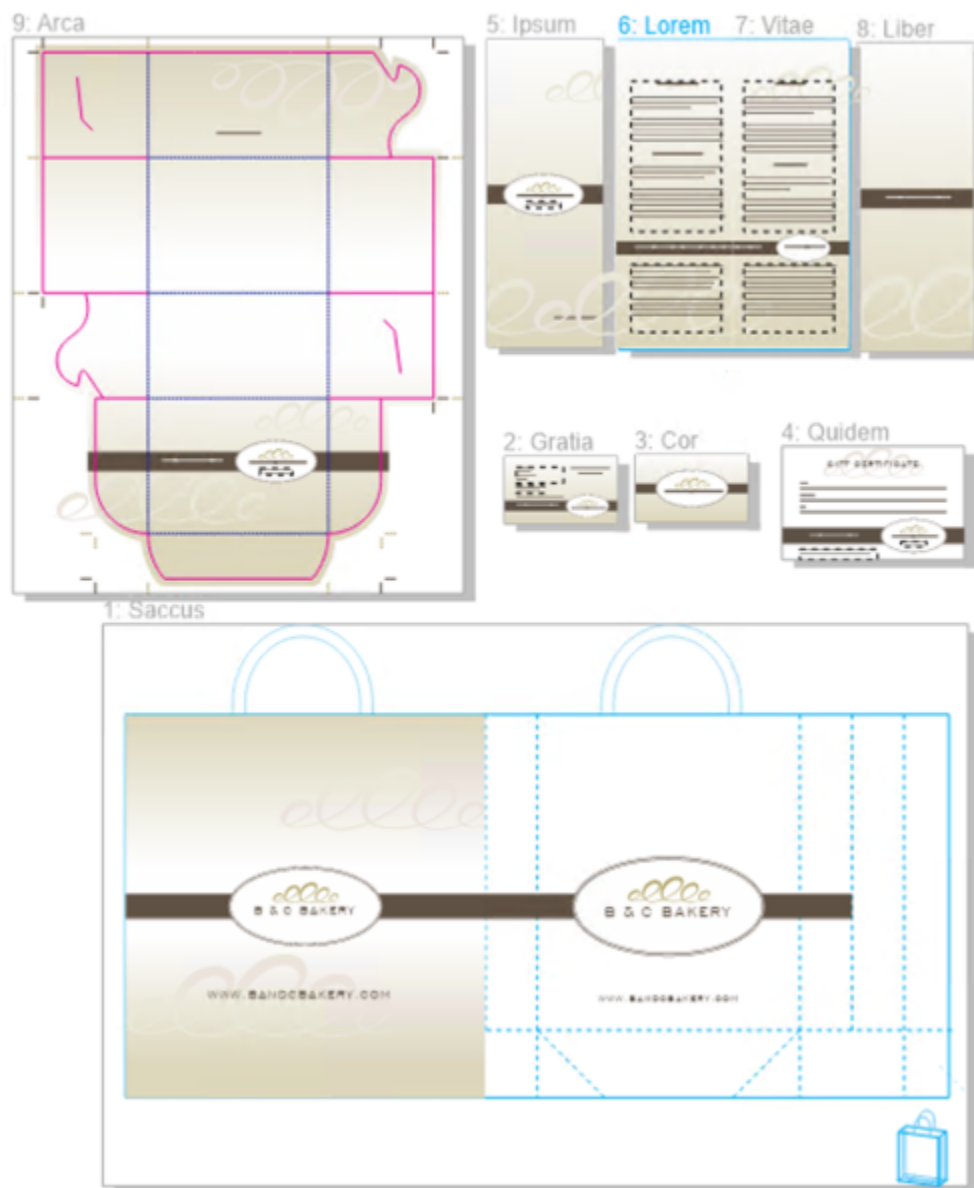 9: Arca
5: Ipsum
6: Lorem
7: Vitae
8: Liber
2: Gratia
3: Cor
4: Quidem
GIFT CERTIFICATE
1: Saccus
B & C BAKERY
B & C BAKERY
WWW.BANDCBAKERY.COM
WWW.BANDCBAKERY.COM